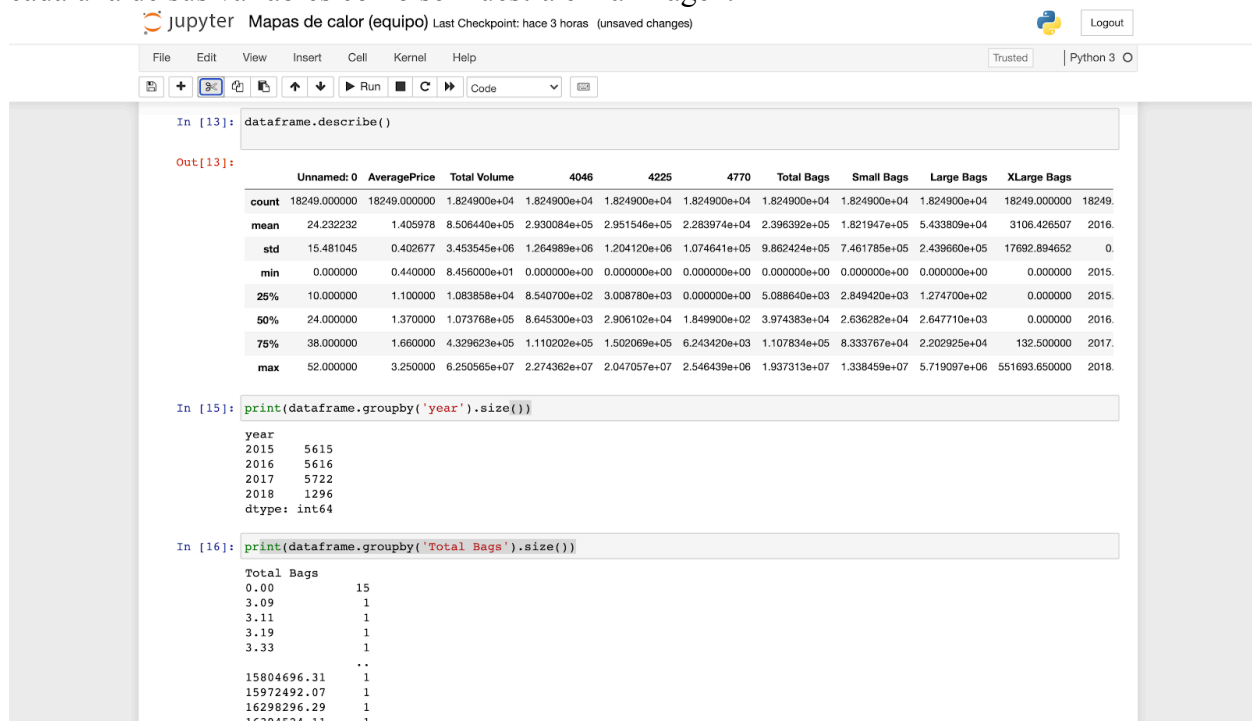 jupyter Mapas de calor (equipo) Last Checkpoint: hace 3 horas (unsaved changes) Logout
File Edit View Insert Cell Kernel Help Trusted Python 3
Run Code
In [13]: dataframe.describe()
Out[13]:
Unnamed: 0 AveragePrice Total Volume 4046 4225 4770 Total Bags Small Bags Large Bags XLarge Bags
count 18249.000000 18249.000000 1.824900e+04 1.824900e+04 1.824900e+04 1.824900e+04 1.824900e+04 1.824900e+04 1.824900e+04 18249.000000 18249.
mean 24.232232 1.405978 8.506440e+05 2.930084e+05 2.951546e+05 2.283974e+04 2.396392e+05 1.821947e+05 5.433809e+04 3106.426507 2016.
std 15.481045 0.402677 3.453545e+06 1.264989e+06 1.204120e+06 1.074641e+05 9.862424e+05 7.461785e+05 2.439660e+05 17692.894652 0.
min 0.000000 0.440000 8.456000e+01 0.000000e+00 0.000000e+00 0.000000e+00 0.000000e+00 0.000000e+00 0.000000e+00 0.000000 2015.
25% 10.000000 1.100000 1.083858e+04 8.540700e+02 3.008780e+03 0.000000e+00 5.088640e+03 2.849420e+03 1.274700e+02 0.000000 2015.
50% 24.000000 1.370000 1.073768e+05 8.645300e+03 2.906102e+04 1.849900e+02 3.974383e+04 2.636282e+04 2.647710e+03 0.000000 2016.
75% 38.000000 1.660000 4.329623e+05 1.110202e+05 1.502069e+05 6.243420e+03 1.107834e+05 8.333767e+04 2.202925e+04 132.500000 2017.
max 52.000000 3.250000 6.250565e+07 2.274362e+07 2.047057e+07 2.546439e+06 1.937313e+07 1.338459e+07 5.719097e+06 551693.650000 2018.
In [15]: print(dataframe.groupby('year').size())
year
2015 5615
2016 5616
2017 5722
2018 1296
dtype: int64
In [16]: print(dataframe.groupby('Total Bags').size())
Total Bags
0.00 15
3.09 1
3.11 1
3.19 1
3.33 1
..
15804696.31 1
15972492.07 1
16298296.29 1